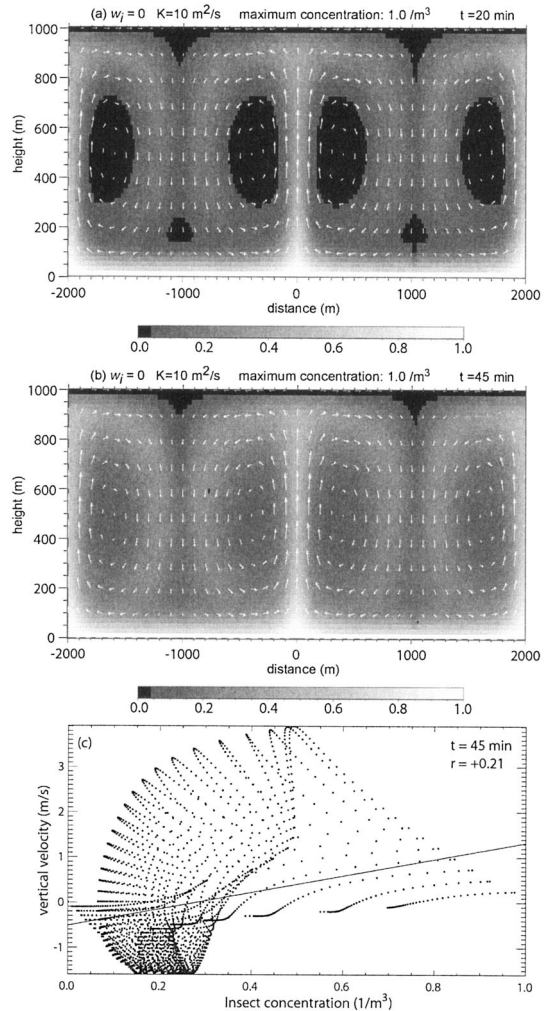 (a) wᵢ = 0 K=10 m²/s maximum concentration: 1.0 /m³ t =20 min
1000
800
600
400
200
0
height (m)
-2000 -1000 0 1000 2000
distance (m)
0.0 0.2 0.4 0.6 0.8 1.0
(b) wᵢ = 0 K=10 m²/s maximum concentration: 1.0 /m³ t =45 min
1000
800
600
400
200
0
height (m)
-2000 -1000 0 1000 2000
distance (m)
0.0 0.2 0.4 0.6 0.8 1.0
(c)
t = 45 min
r = +0.21
3
2
1
0
-1
vertical velocity (m/s)
0.0 0.2 0.4 0.6 0.8 1.0
Insect concentration (1/m³)